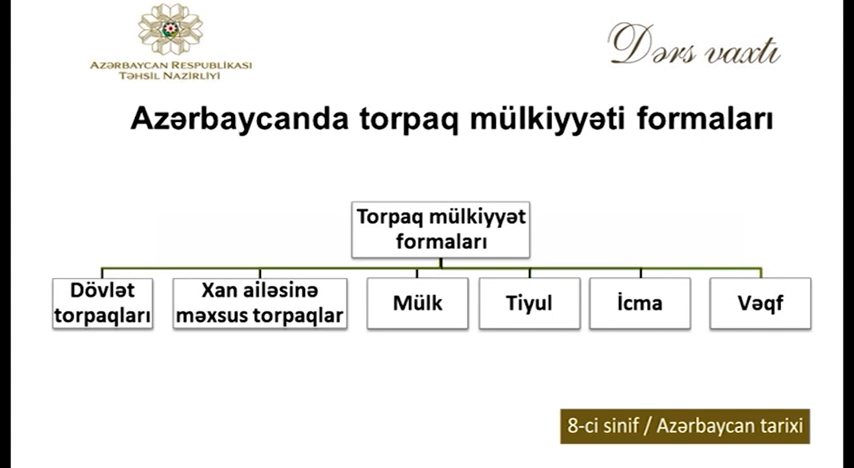 AZƏRBAYCAN RESPUBLİKASI
TƏHSİL NAZİRLİYİ
Dərs vaxtı
Azərbaycanda torpaq mülkiyyəti formaları
Torpaq mülkiyyət
formaları
Dövlət
torpaqları
Xan ailəsinə
məxsus torpaqlar
Mülk
Tiyul
İcma
Vəqf
8-ci sinif / Azərbaycan tarixi